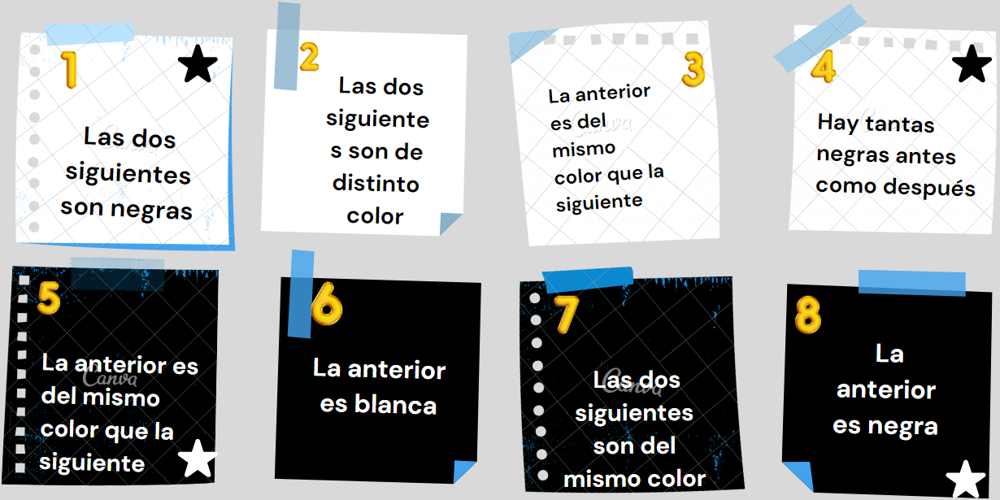 1
Las dos
siguientes
son negras
2
Las dos
siguiente
s son de
distinto
color
3
La anterior
es del
mismo
color que la
siguiente
4
Hay tantas
negras antes
como después
5
La anterior es
del mismo
color que la
siguiente
Canva
6
La anterior
es blanca
7
Las dos
siguientes
son del
mismo color
Canva
8
La
anterior
es negra